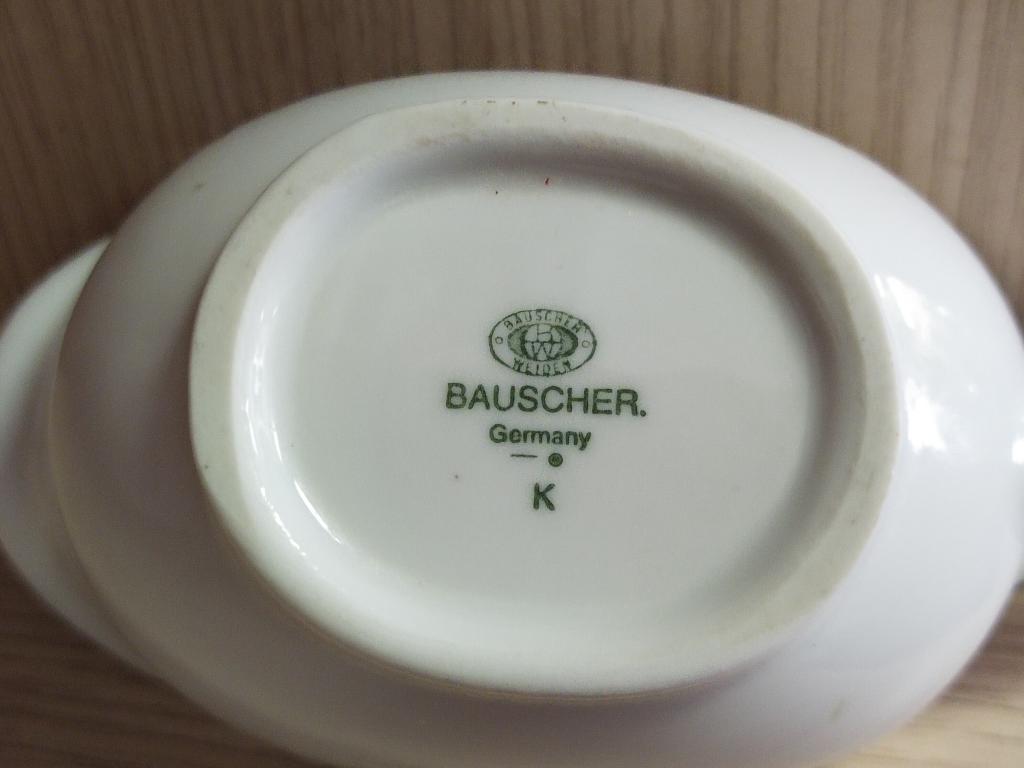 BAUSCHER
WEIDEN
BAUSCHER.
Germany
K